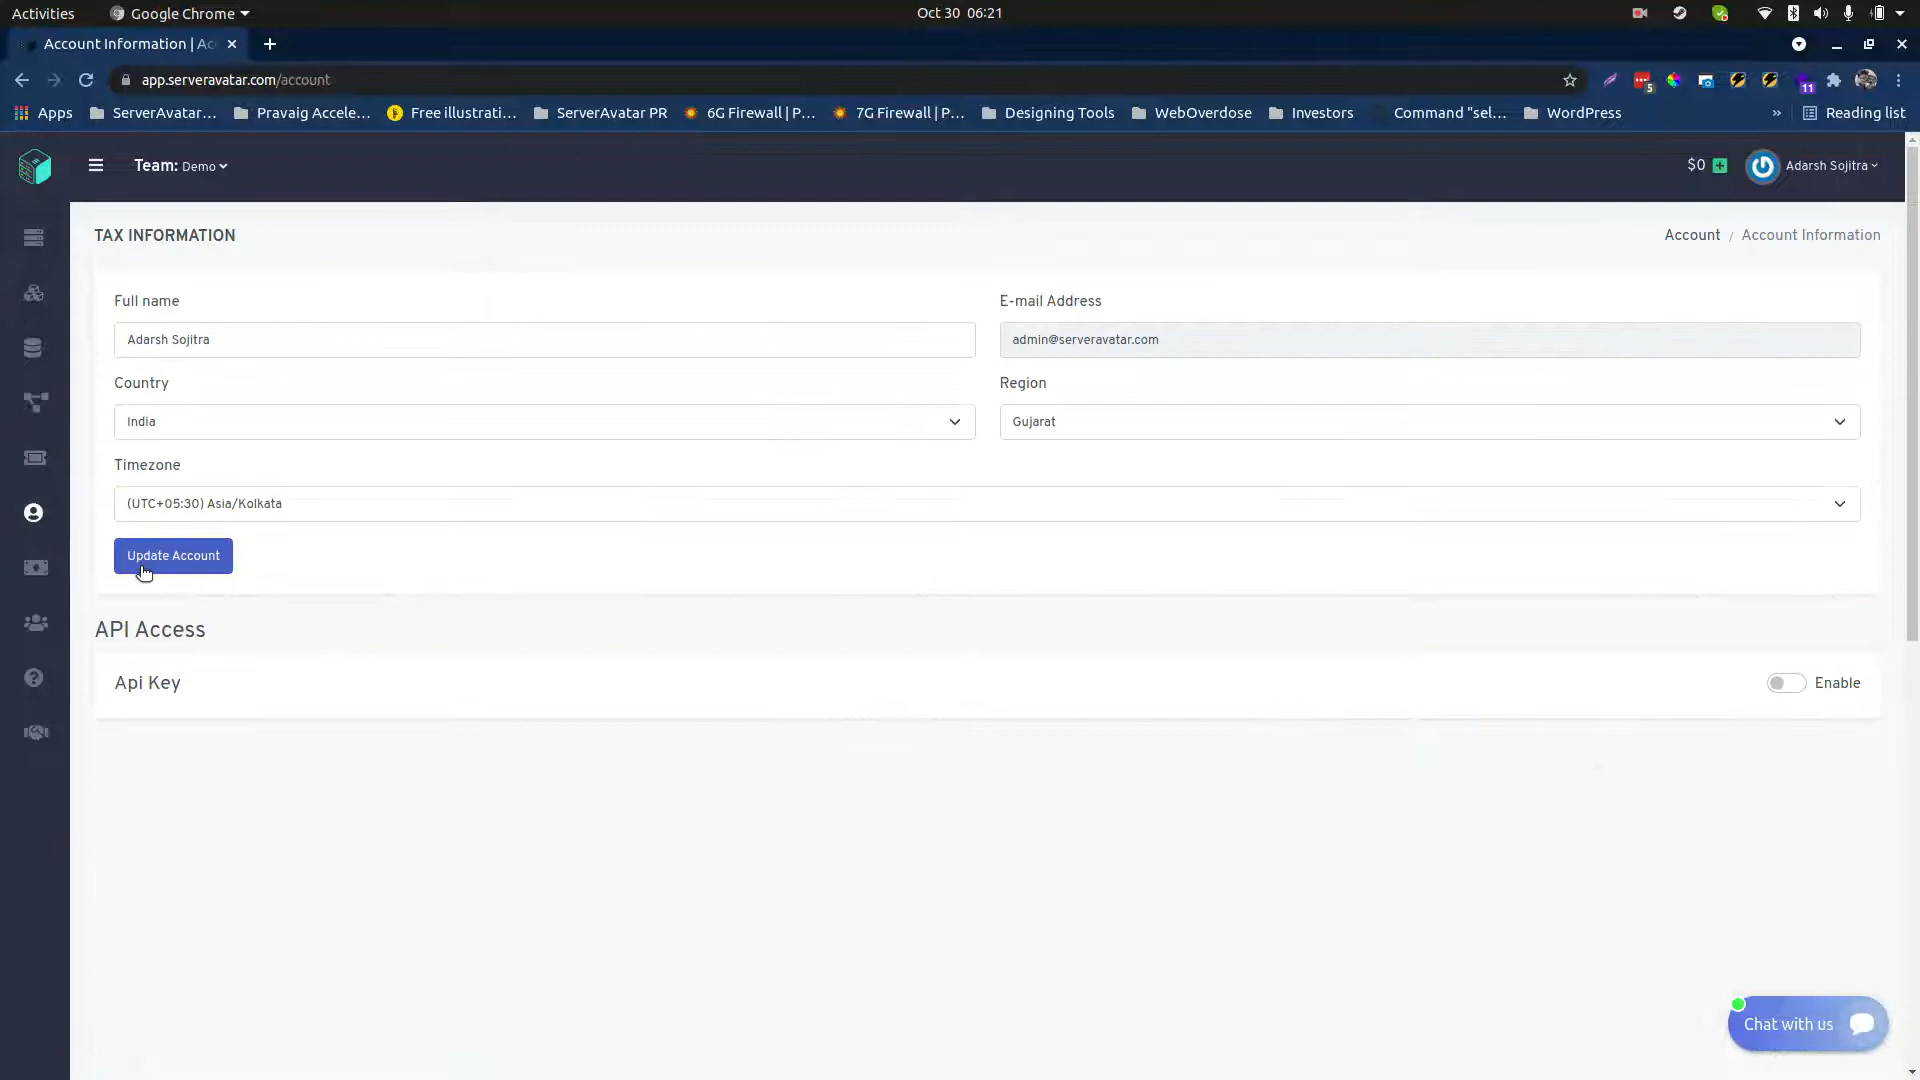 Activities
Google Chrome
Oct 30 06:21
Account Information | Ac
app.serveravatar.com/account
5
11
Apps
ServerAvatar...
Pravaig Accele...
Free illustrati...
ServerAvatar PR
6G Firewall | P...
7G Firewall | P...
Designing Tools
WebOverdose
Investors
Command "sel...
WordPress
»
Reading list
Team: Demo
$0
Adarsh Sojitra
TAX INFORMATION
Account / Account Information
Full name
E-mail Address
Adarsh Sojitra
admin@serveravatar.com
Country
Region
India
Gujarat
Timezone
(UTC+05:30) Asia/Kolkata
Update Account
API Access
Api Key
Enable
Chat with us